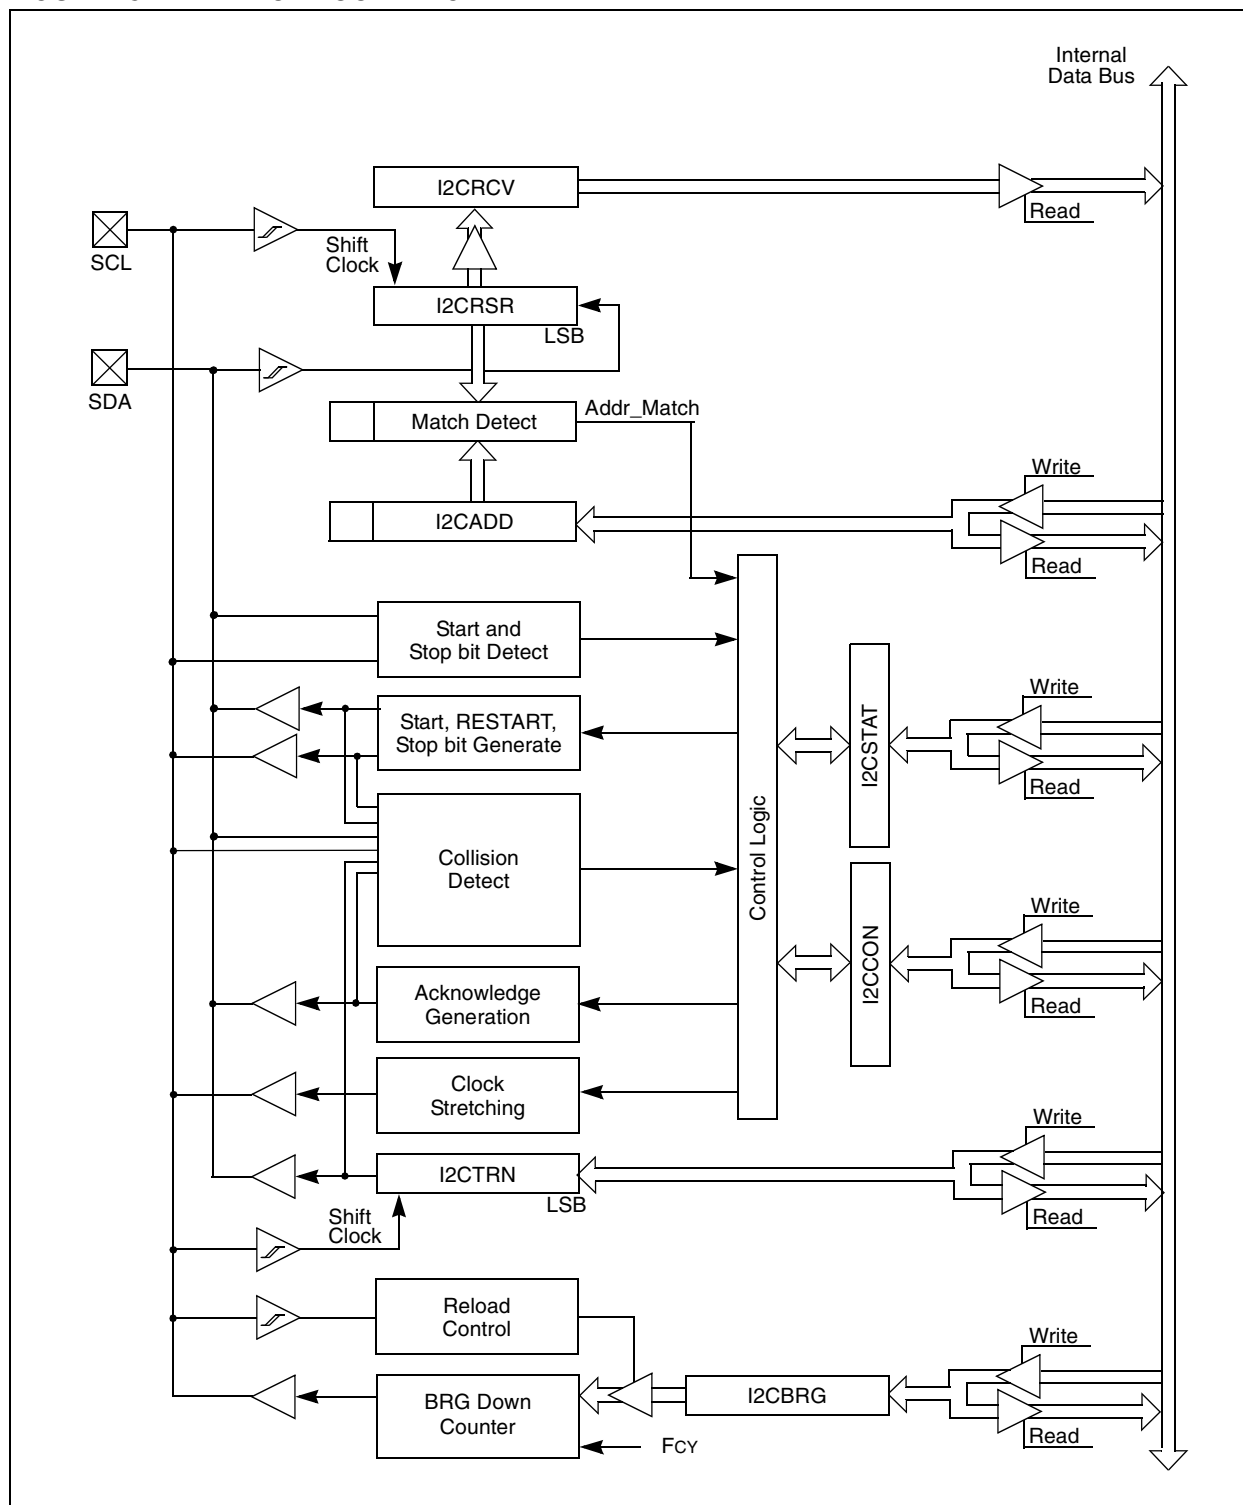 Internal
Data Bus
I2CRCV
Read
SCL
Shift
Clock
I2CRSR
LSB
SDA
Match Detect
Addr_Match
Write
I2CADD
Read
Start and
Stop bit Detect
Write
Start, RESTART,
Stop bit Generate
I2CSTAT
Read
Collision
Detect
Control Logic
Write
I2CCON
Acknowledge
Generation
Read
Clock
Stretching
Write
I2CTRN
LSB
Read
Shift
Clock
Reload
Control
Write
I2CBRG
BRG Down
Counter
FCY
Read